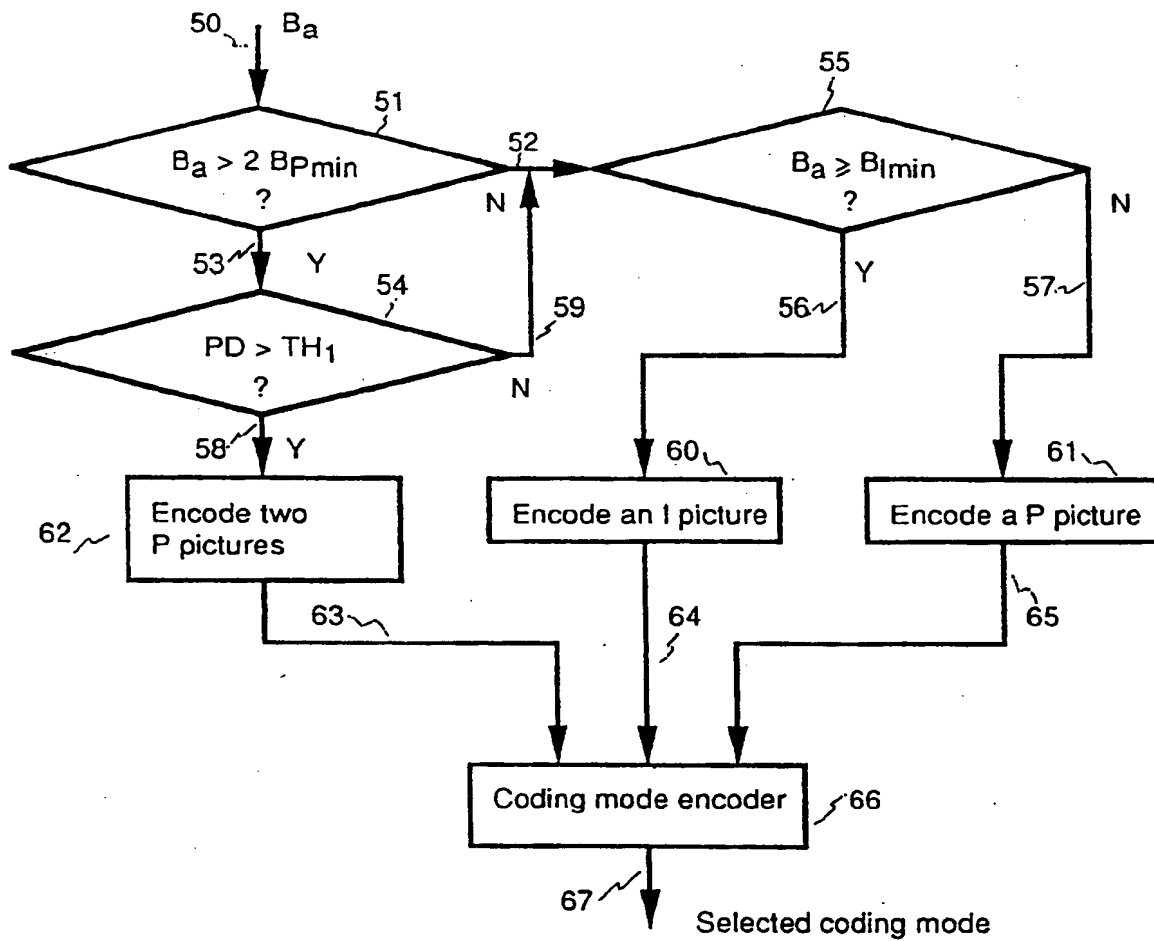 50
Ba
51
Ba > 2 BPmin
?
52
N
53
Y
54
PD > TH1
?
59
N
55
Ba ⩾ BImin
?
Y
N
56
57
58
Y
62
Encode two
P pictures
60
Encode an I picture
61
Encode a P picture
63
64
65
Coding mode encoder
66
67
Selected coding mode